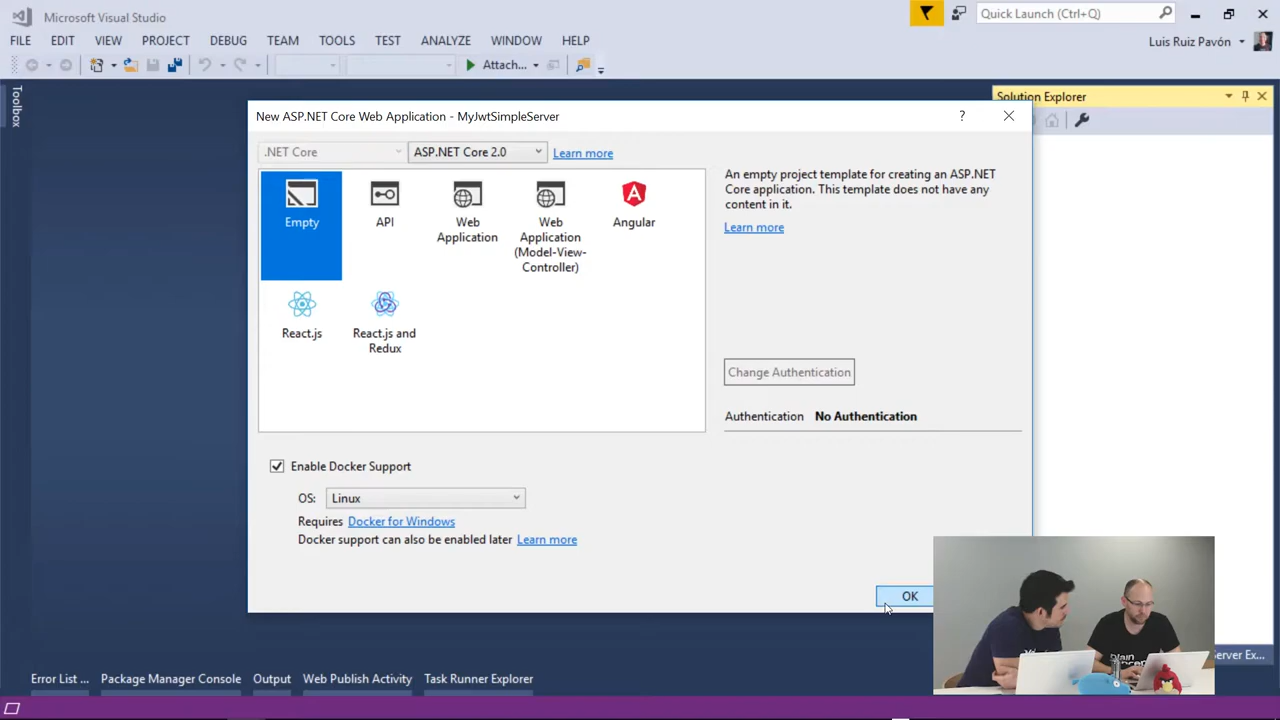 Microsoft Visual Studio
Quick Launch (Ctrl+Q)
FILE EDIT VIEW PROJECT DEBUG TEAM TOOLS TEST ANALYZE WINDOW HELP
Luis Ruiz Pavón
Attach...
Toolbox
Solution Explorer
New ASP.NET Core Web Application - MyJwtSimpleServer
?
.NET Core
ASP.NET Core 2.0
Learn more
Empty
API
Web
Application
Web
Application
(Model-View-
Controller)
Angular
React.js
React.js and
Redux
An empty project template for creating an ASP.NET
Core application. This template does not have any
content in it.
Learn more
Change Authentication
Authentication No Authentication
Enable Docker Support
OS: Linux
Requires Docker for Windows
Docker support can also be enabled later Learn more
OK
Plain
Server Ex...
Error List ... Package Manager Console Output Web Publish Activity Task Runner Explorer